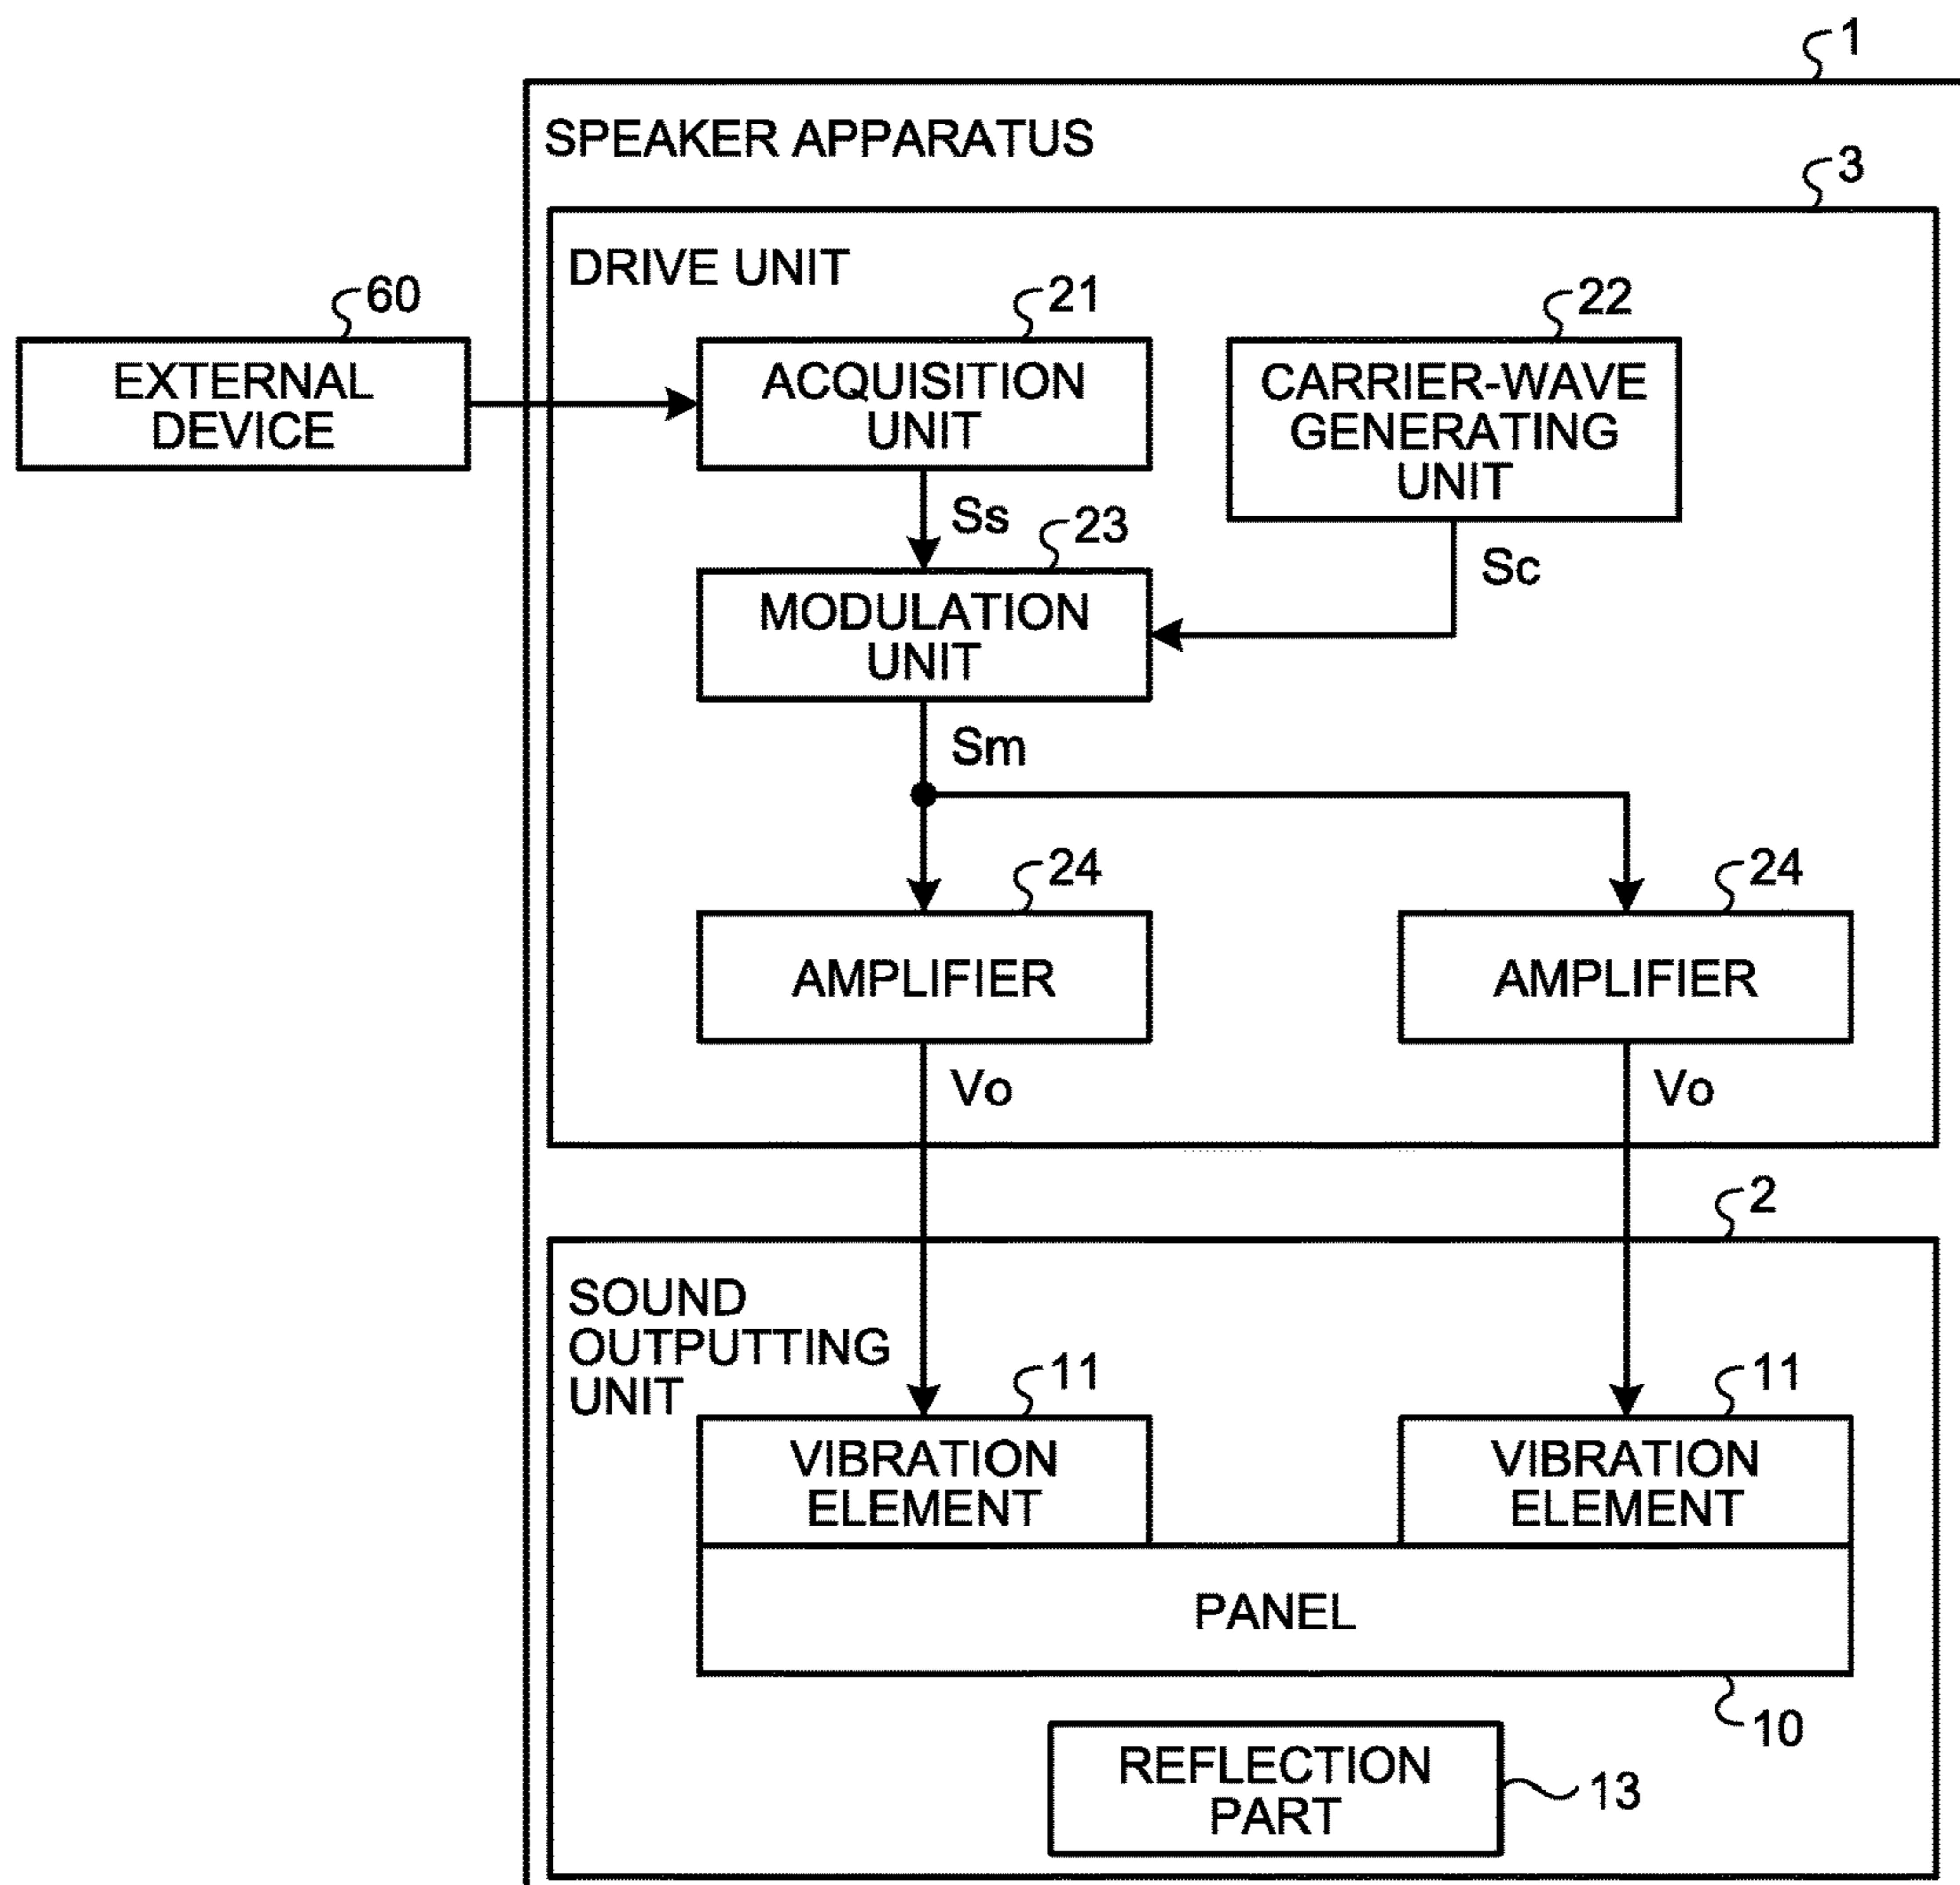 1
SPEAKER APPARATUS
3
DRIVE UNIT
60
EXTERNAL
DEVICE
21
ACQUISITION
UNIT
22
CARRIER-WAVE
GENERATING
UNIT
Ss
Sc
23
MODULATION
UNIT
Sm
24
AMPLIFIER
24
AMPLIFIER
Vo
Vo
2
SOUND
OUTPUTTING
UNIT
11
VIBRATION
ELEMENT
11
VIBRATION
ELEMENT
PANEL
10
REFLECTION
PART
13